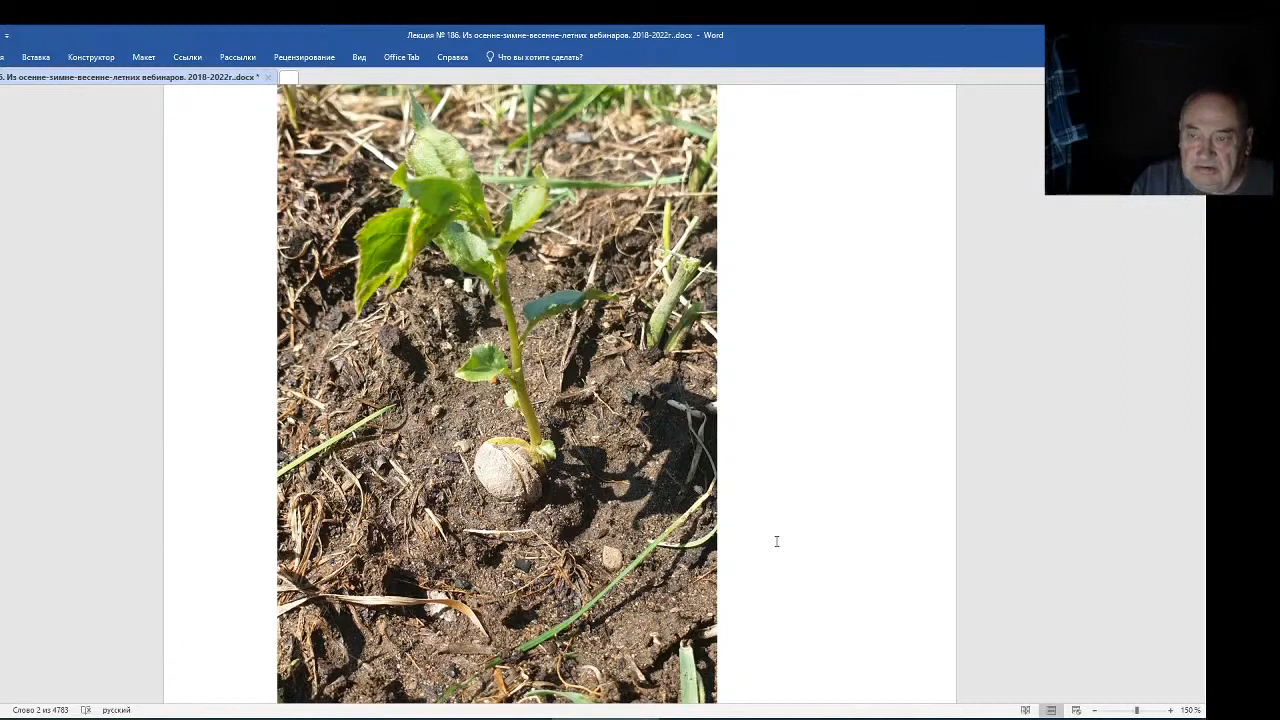 Лекция № 186. Из осенне-зимне-весенне-летних вебинаров. 2018-2022г..docx - Word
Вставка Конструктор Макет Ссылки Рассылки Рецензирование Вид Office Tab Справка Что вы хотите сделать?
6. Из осенне-зимне-весенне-летних вебинаров. 2018-2022г..docx *
Слово 2 из 4783 русский 150 %